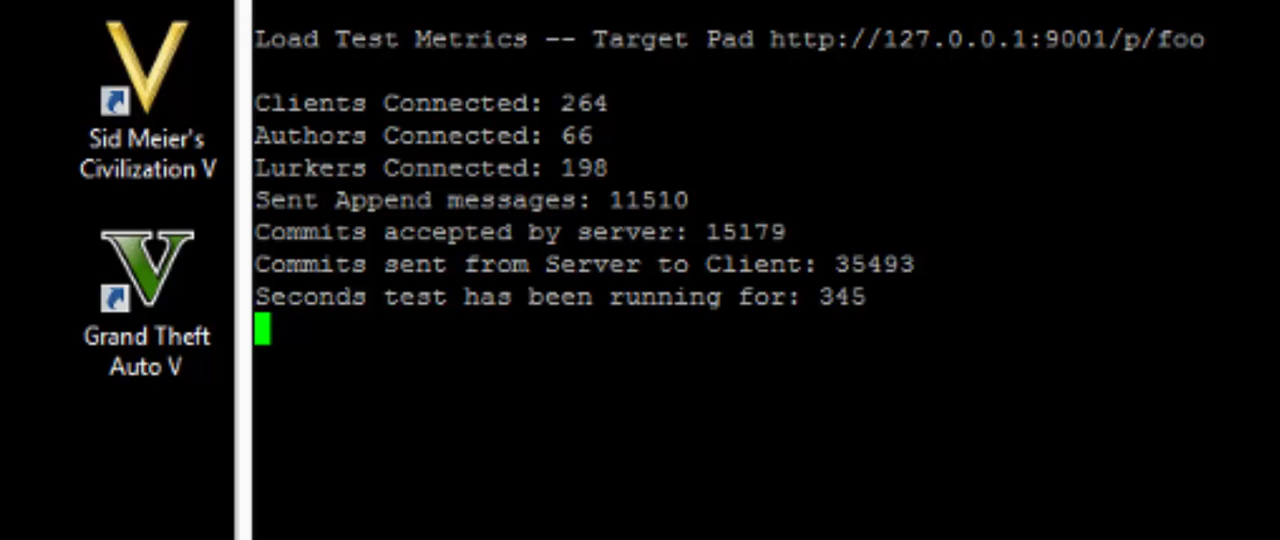 Sid Meier's
Civilization V
Grand Theft
Auto V
Load Test Metrics -- Target Pad http://127.0.0.1:9001/p/foo
Clients Connected: 264
Authors Connected: 66
Lurkers Connected: 198
Sent Append messages: 11510
Commits accepted by server: 15179
Commits sent from Server to Client: 35493
Seconds test has been running for: 345